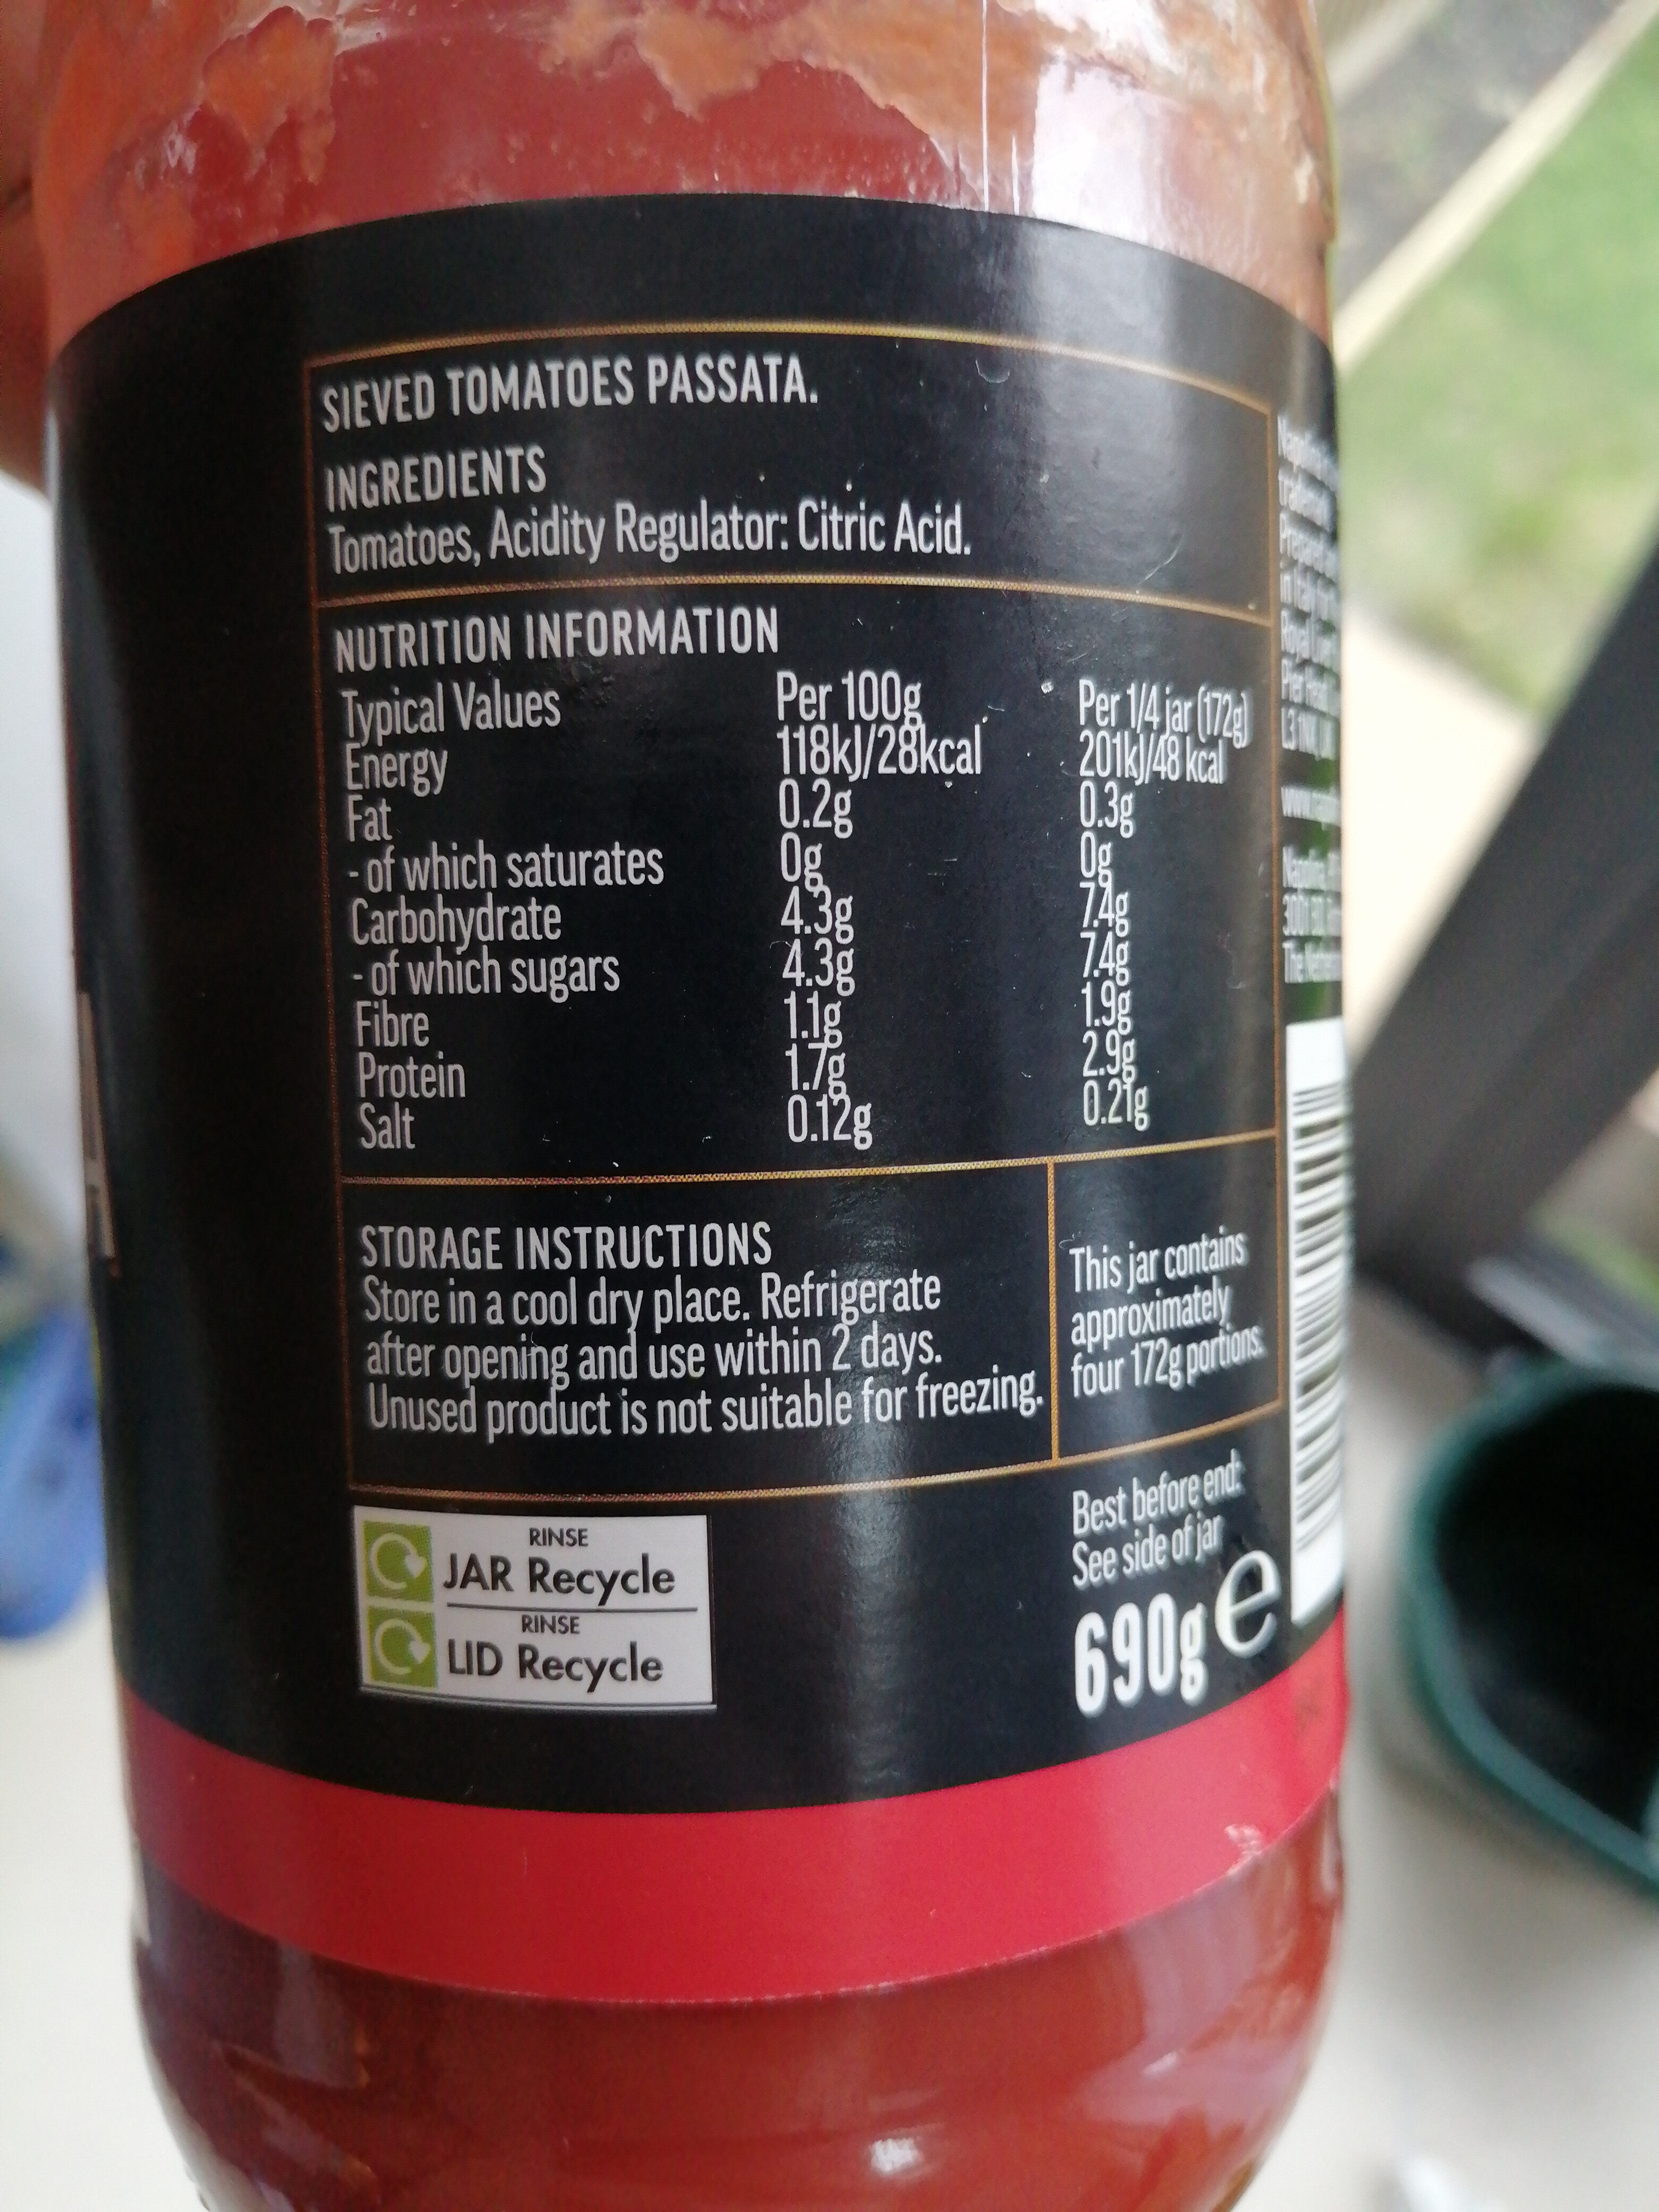 SIEVED TOMATOES PASSATA.
INGREDIENTS
Tomatoes, Acidity Regulator: Citric Acid.
NUTRITION INFORMATION
Typical Values Per 100g Per 1/4 jar (172g)
Energy 118kJ/28kcal 201kJ/48 kcal
Fat 0.2g 0.3g
- of which saturates 0g 0g
Carbohydrate 4.3g 7.4g
- of which sugars 4.3g 7.4g
Fibre 1.1g 1.9g
Protein 1.7g 2.9g
Salt 0.12g 0.21g
STORAGE INSTRUCTIONS
Store in a cool dry place. Refrigerate
after opening and use within 2 days.
Unused product is not suitable for freezing.
This jar contains
approximately
four 172g portions.
RINSE
JAR Recycle
RINSE
LID Recycle
Best before end:
See side of jar
690g e